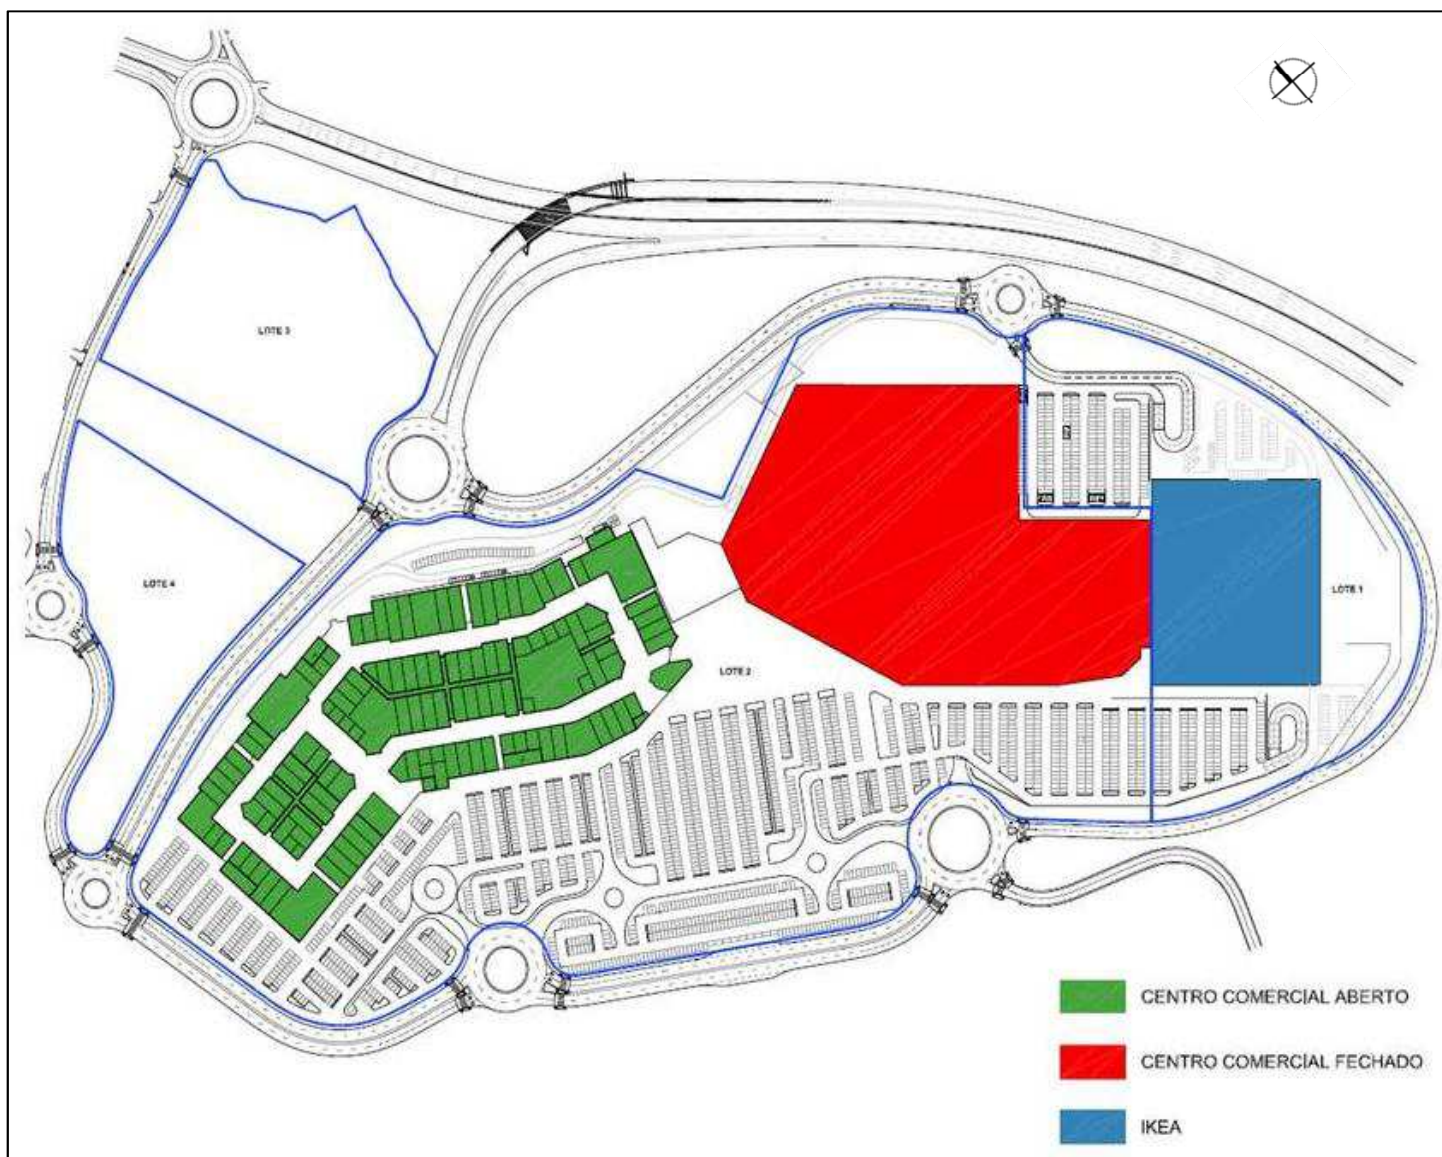 LOTE 3
LOTE 4
LOTE 1
LOTE 2
CENTRO COMERCIAL ABERTO
CENTRO COMERCIAL FECHADO
IKEA